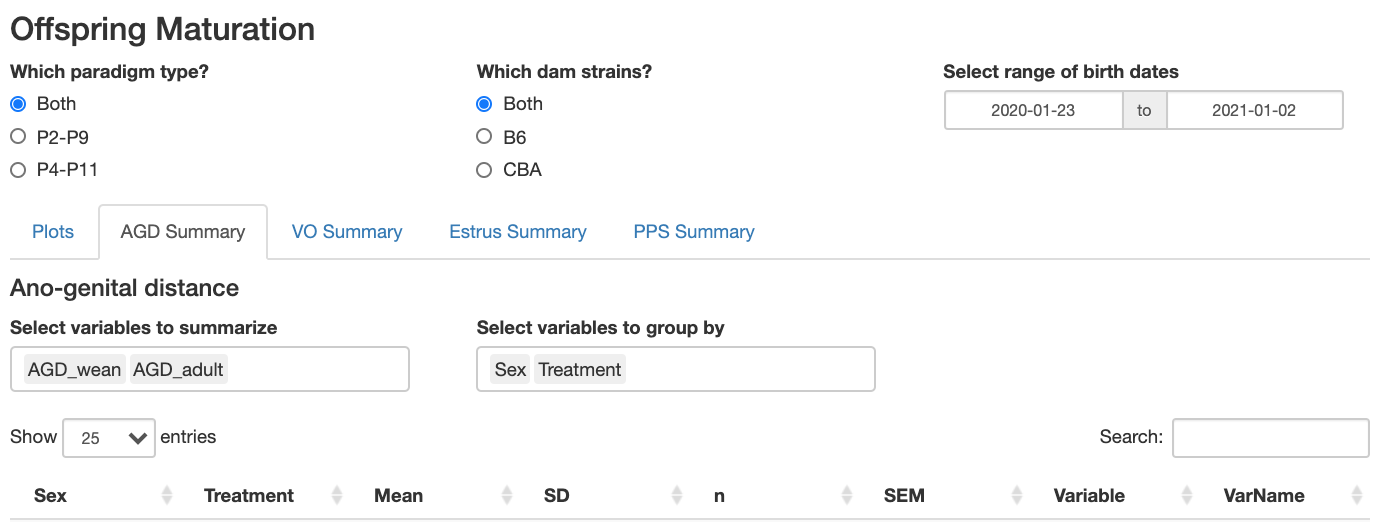 Offspring Maturation
Which paradigm type? Which dam strains? Select range of birth dates
Both Both 2020-01-23 to 2021-01-02
P2-P9 B6
P4-P11 CBA
Plots AGD Summary VO Summary Estrus Summary PPS Summary
Ano-genital distance
Select variables to summarize Select variables to group by
AGD_wean AGD_adult Sex Treatment
Show 25 entries Search:
Sex Treatment Mean SD n SEM Variable VarName